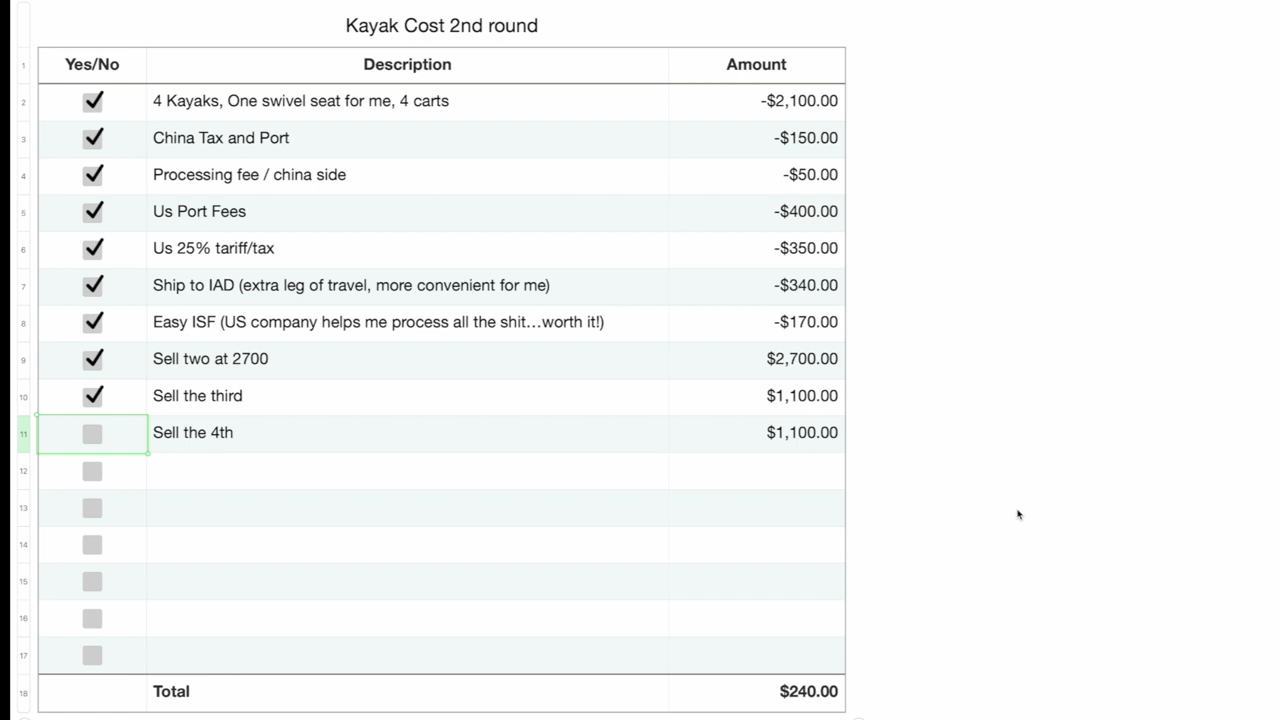 Kayak Cost 2nd round
1 Yes/No Description Amount
2 4 Kayaks, One swivel seat for me, 4 carts -$2,100.00
3 China Tax and Port -$150.00
4 Processing fee / china side -$50.00
5 Us Port Fees -$400.00
6 Us 25% tariff/tax -$350.00
7 Ship to IAD (extra leg of travel, more convenient for me) -$340.00
8 Easy ISF (US company helps me process all the shit…worth it!) -$170.00
9 Sell two at 2700 $2,700.00
10 Sell the third $1,100.00
11 Sell the 4th $1,100.00
12
13
14
15
16
17
18 Total $240.00